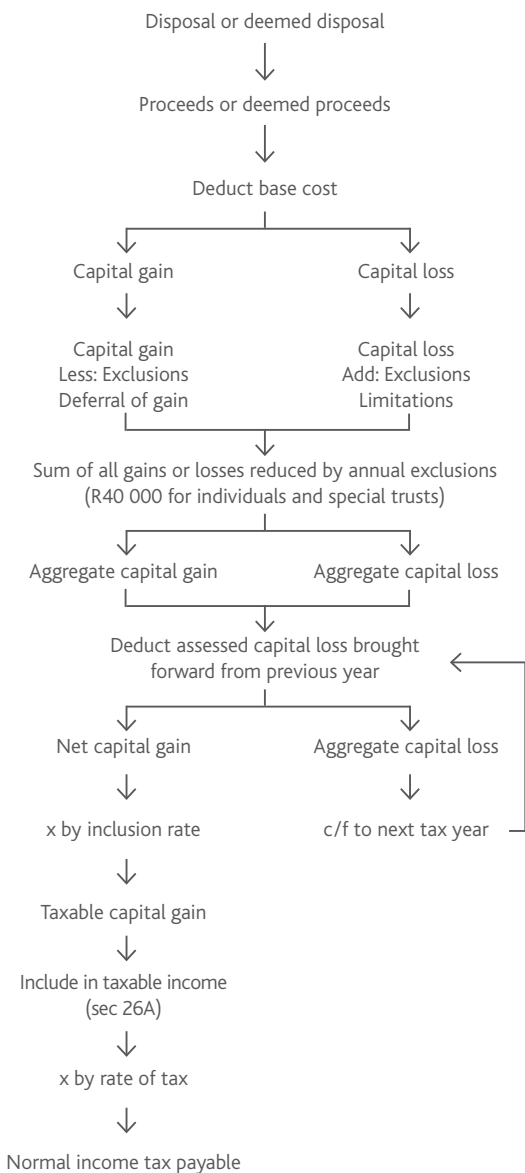 Disposal or deemed disposal
Proceeds or deemed proceeds
Deduct base cost
Capital gain
Capital loss
Capital gain
Less: Exclusions
Deferral of gain
Capital loss
Add: Exclusions
Limitations
Sum of all gains or losses reduced by annual exclusions
(R40 000 for individuals and special trusts)
Aggregate capital gain
Aggregate capital loss
Deduct assessed capital loss brought
forward from previous year
Net capital gain
Aggregate capital loss
x by inclusion rate
c/f to next tax year
Taxable capital gain
Include in taxable income
(sec 26A)
x by rate of tax
Normal income tax payable